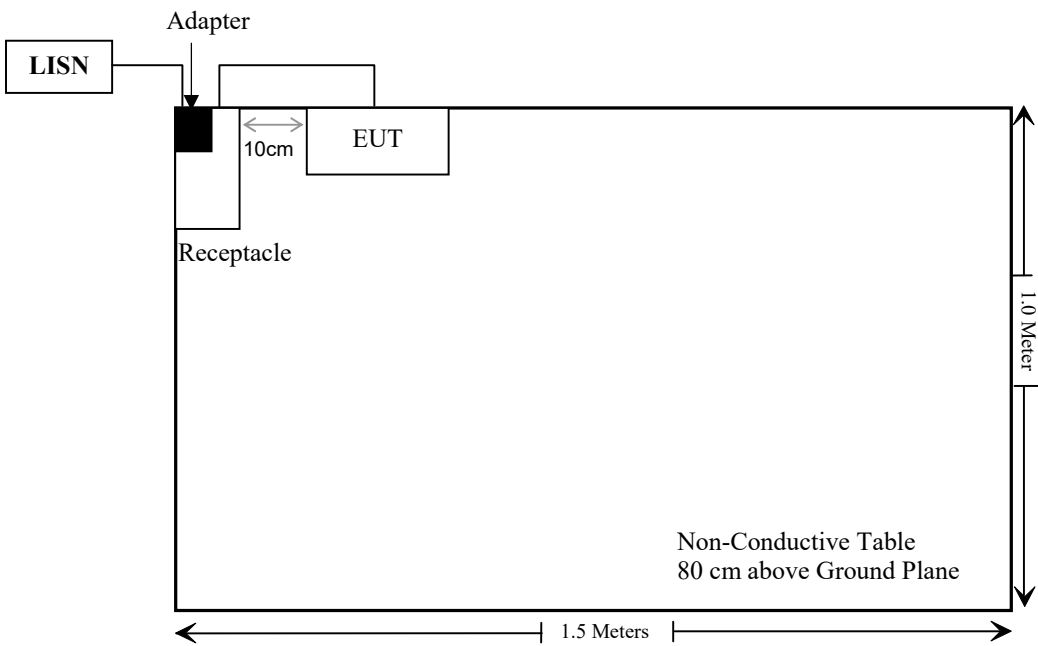 Adapter
LISN
EUT
10cm
Receptacle
1.0 Meter
Non-Conductive Table
80 cm above Ground Plane
1.5 Meters